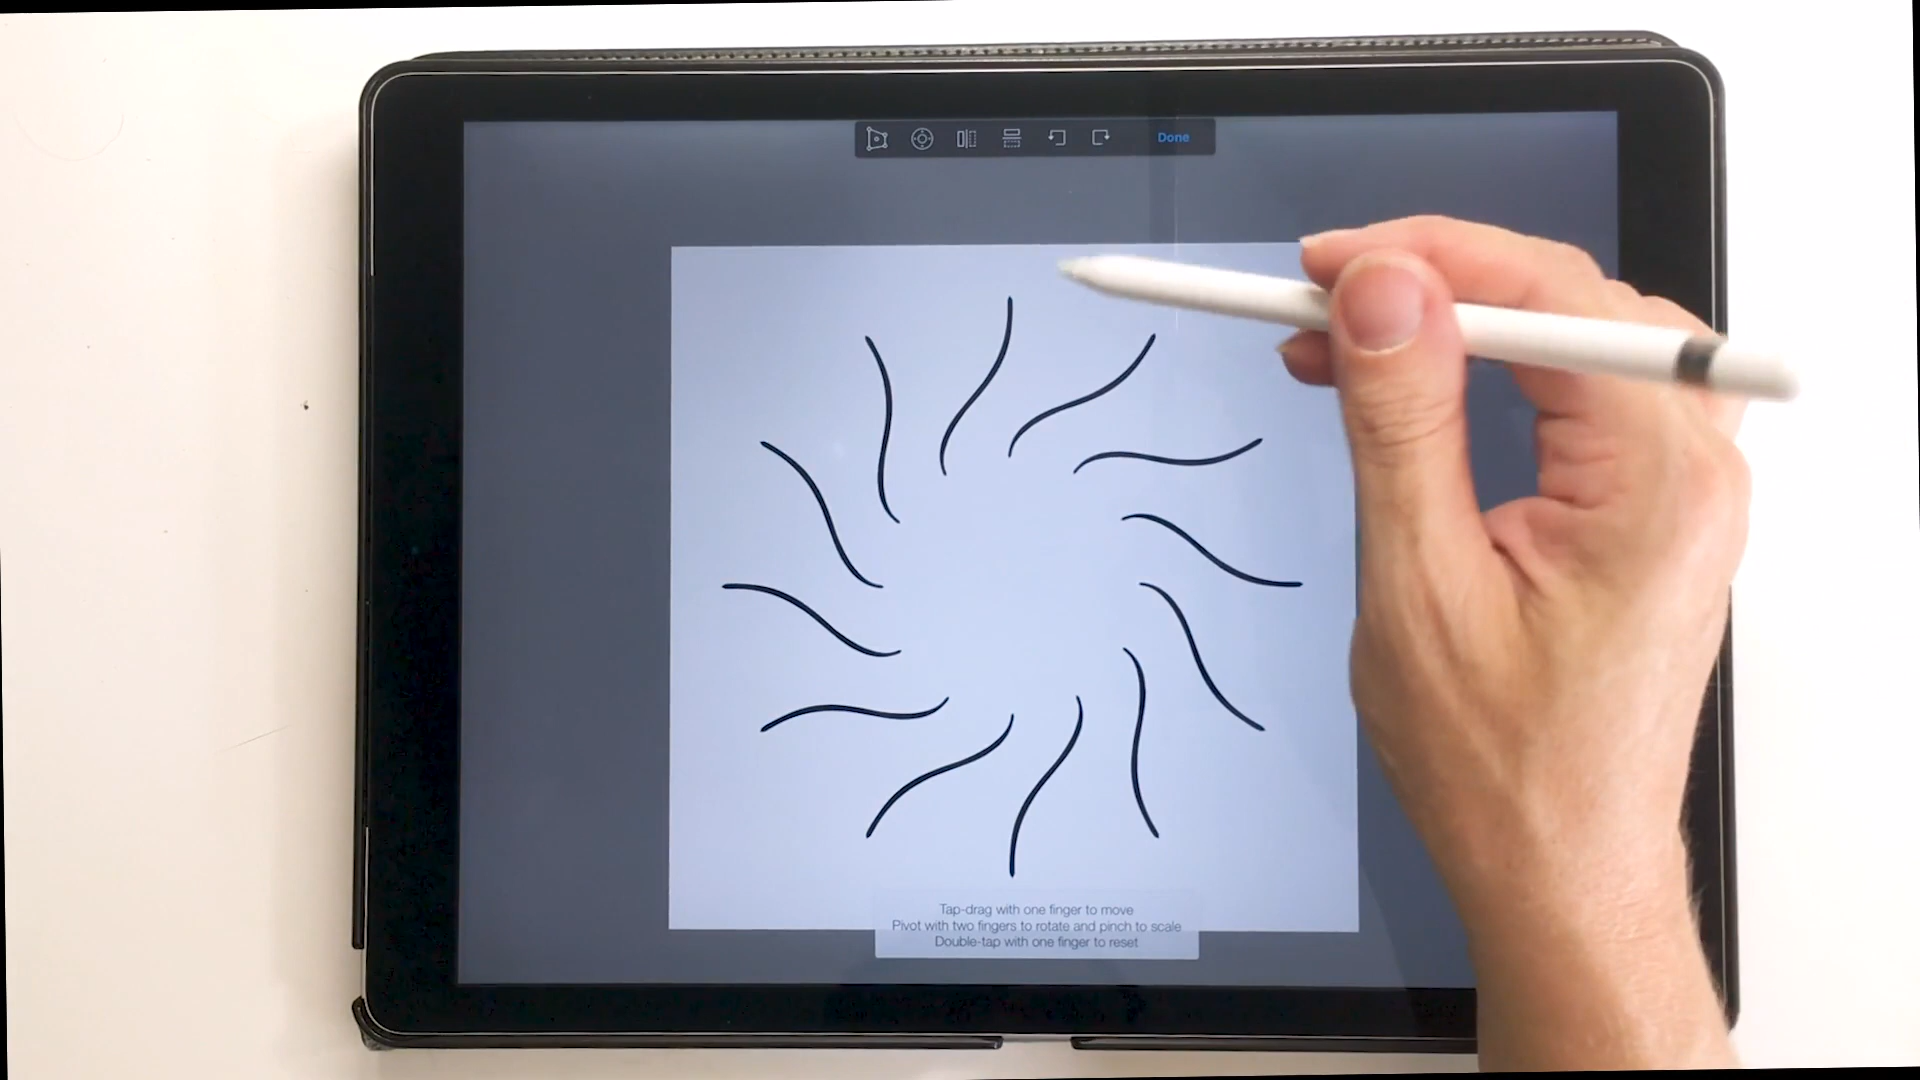 Done
Tap-drag with one finger to move
Pivot with two fingers to rotate and pinch to scale
Double-tap with one finger to reset